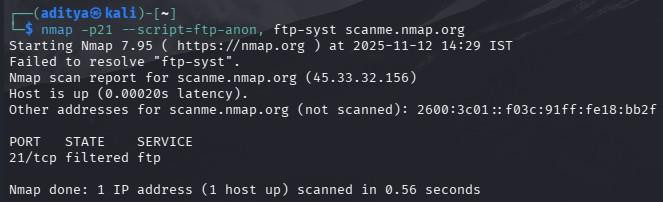 ┌──(aditya㉿kali)-[~]
└─$ nmap -p21 --script=ftp-anon, ftp-syst scanme.nmap.org
Starting Nmap 7.95 ( https://nmap.org ) at 2025-11-12 14:29 IST
Failed to resolve "ftp-syst".
Nmap scan report for scanme.nmap.org (45.33.32.156)
Host is up (0.00020s latency).
Other addresses for scanme.nmap.org (not scanned): 2600:3c01::f03c:91ff:fe18:bb2f
PORT   STATE    SERVICE
21/tcp filtered ftp
Nmap done: 1 IP address (1 host up) scanned in 0.56 seconds